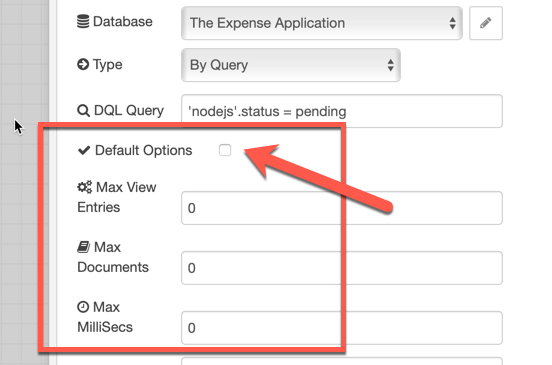 Database The Expense Application
Type By Query
DQL Query 'nodejs'.status = pending
Default Options
Max View
Entries 0
Max
Documents 0
Max
MilliSecs 0